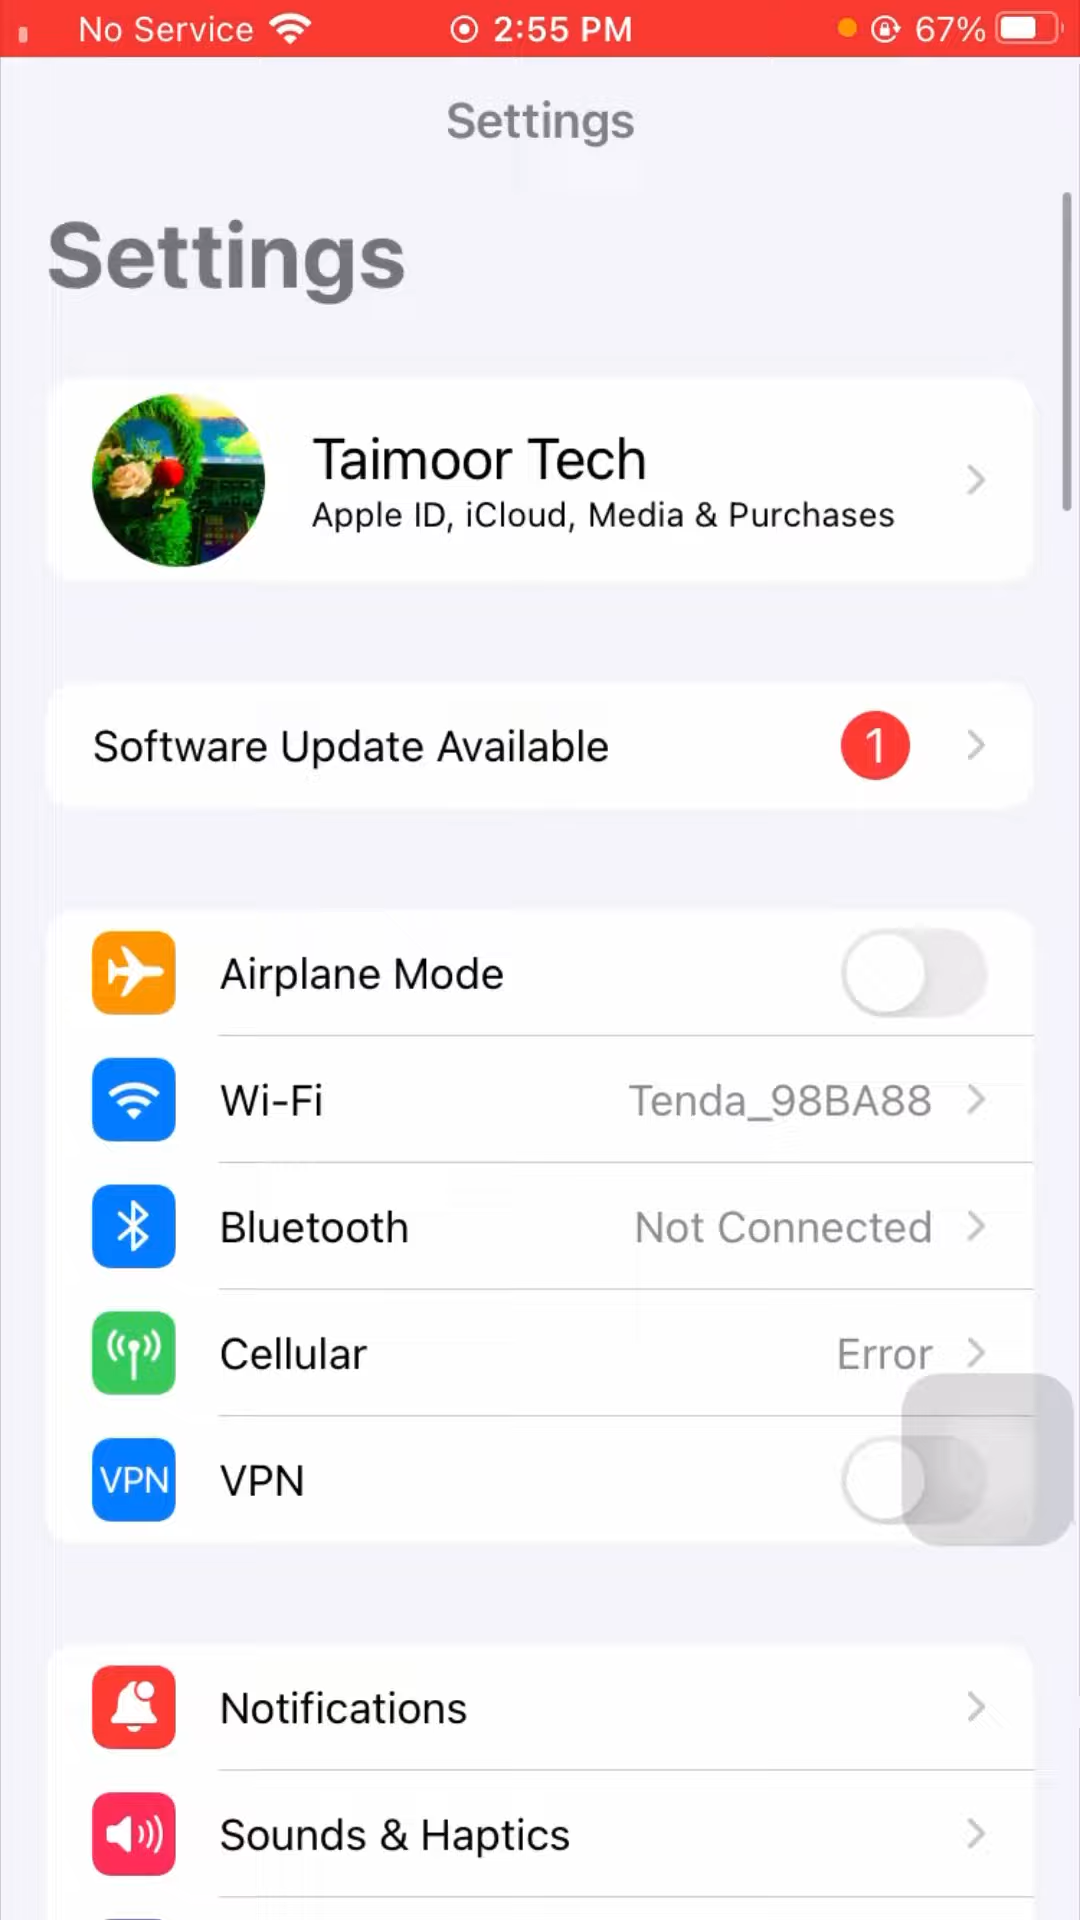 No Service 2:55 PM 67%
Settings
Settings
Taimoor Tech
Apple ID, iCloud, Media & Purchases
Software Update Available 1
Airplane Mode
Wi-Fi Tenda_98BA88
Bluetooth Not Connected
Cellular Error
VPN VPN
Notifications
Sounds & Haptics